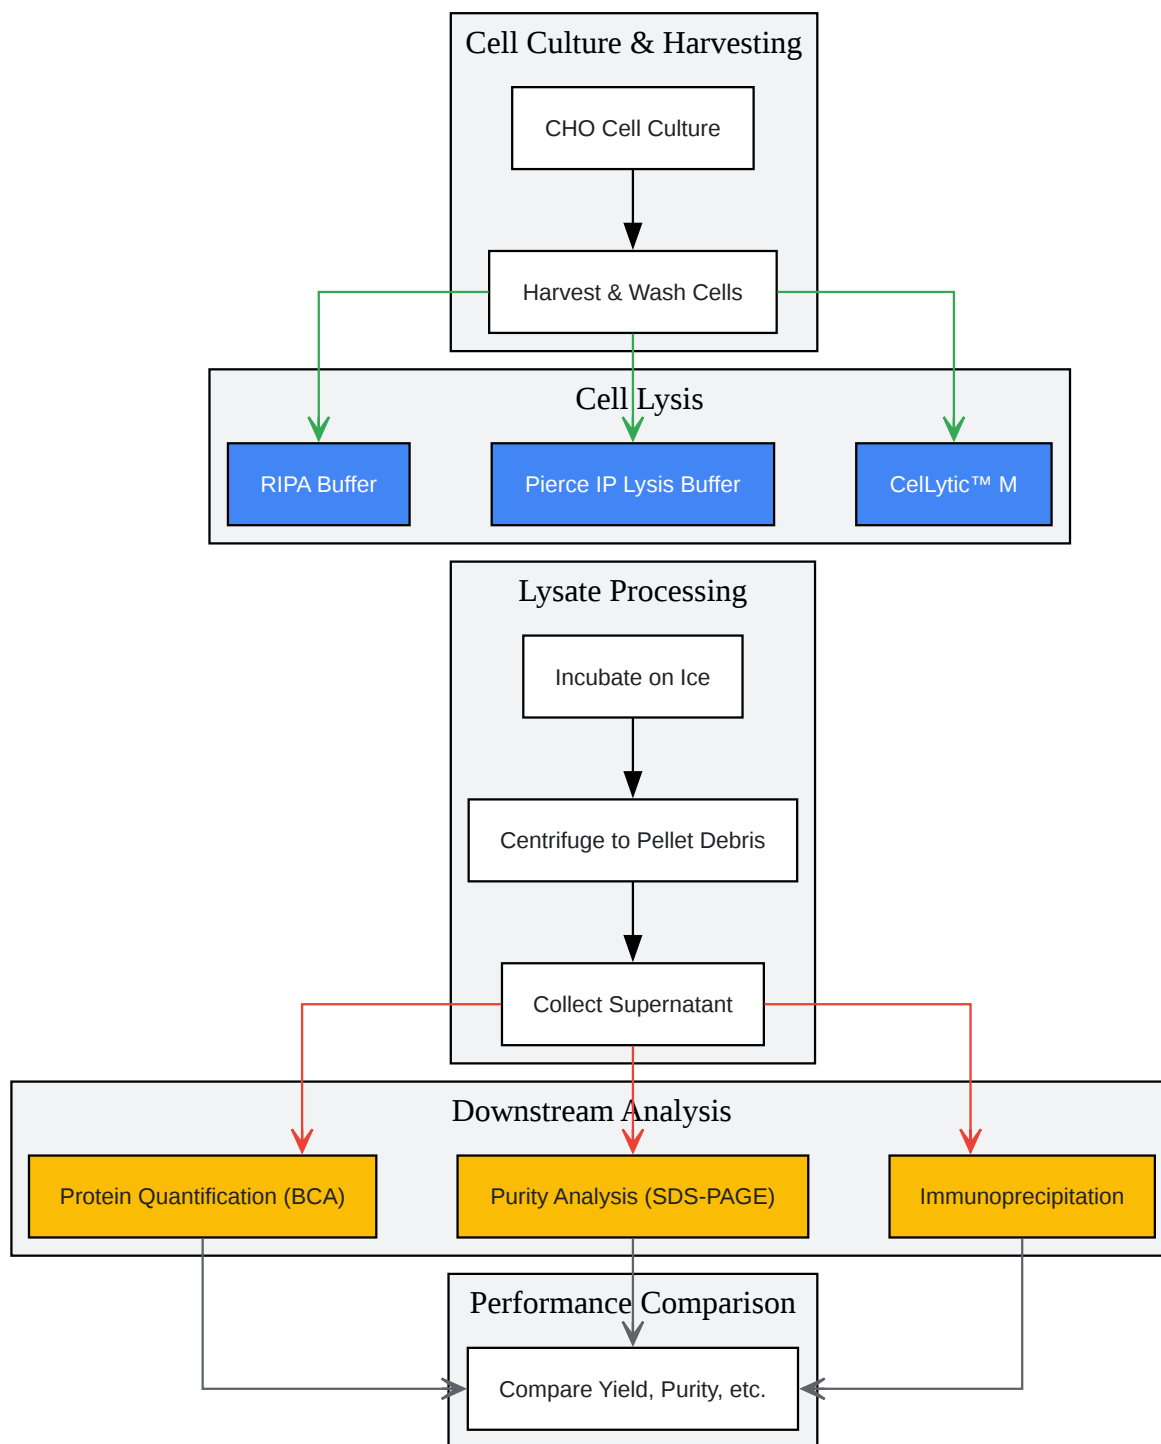 Cell Culture & Harvesting
CHO Cell Culture
Harvest & Wash Cells
Cell Lysis
RIPA Buffer
Pierce IP Lysis Buffer
CelLytic™ M
Lysate Processing
Incubate on Ice
Centrifuge to Pellet Debris
Collect Supernatant
Downstream Analysis
Protein Quantification (BCA)
Purity Analysis (SDS-PAGE)
Immunoprecipitation
Performance Comparison
Compare Yield, Purity, etc.